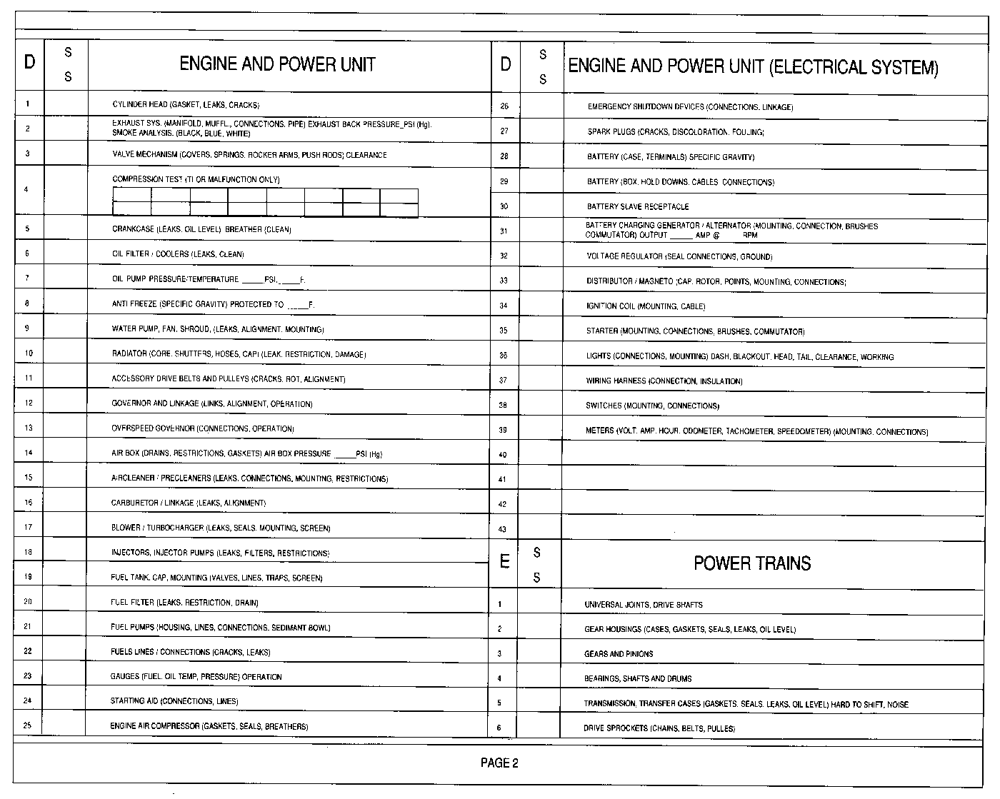 D
S
S
ENGINE AND POWER UNIT
1 CYLINDER HEAD (GASKET, LEAKS, CRACKS)
2 EXHAUST SYS. (MANIFOLD, MUFFL., CONNECTIONS, PIPE) EXHAUST BACK PRESSURE_PSI (Hg).
SMOKE ANALYSIS. (BLACK, BLUE, WHITE)
3 VALVE MECHANISM (COVERS, SPRINGS, ROCKER ARMS, PUSH RODS) CLEARANCE
4 COMPRESSION TEST (TI OR MALFUNCTION ONLY)
5 CRANKCASE (LEAKS, OIL LEVEL) BREATHER (CLEAN)
6 OIL FILTER / COOLERS (LEAKS, CLEAN)
7 OIL PUMP PRESSURE/TEMPERATURE _____PSI,_____F.
8 ANTI FREEZE (SPECIFIC GRAVITY) PROTECTED TO _____F.
9 WATER PUMP, FAN, SHROUD, (LEAKS, ALIGNMENT, MOUNTING)
10 RADIATOR (CORE, SHUTTERS, HOSES, CAP) (LEAK, RESTRICTION, DAMAGE)
11 ACCESSORY DRIVE BELTS AND PULLEYS (CRACKS, ROT, ALIGNMENT)
12 GOVERNOR AND LINKAGE (LINKS, ALIGNMENT, OPERATION)
13 OVERSPEED GOVERNOR (CONNECTIONS, OPERATION)
14 AIR BOX (DRAINS, RESTRICTIONS, GASKETS) AIR BOX PRESSURE _____PSI (Hg)
15 AIRCLEANER / PRECLEANERS (LEAKS, CONNECTIONS, MOUNTING, RESTRICTIONS)
16 CARBURETOR / LINKAGE (LEAKS, ALIGNMENT)
17 BLOWER / TURBOCHARGER (LEAKS, SEALS, MOUNTING, SCREEN)
18 INJECTORS, INJECTOR PUMPS (LEAKS, FILTERS, RESTRICTIONS)
19 FUEL TANK, CAP, MOUNTING (VALVES, LINES, TRAPS, SCREEN)
20 FUEL FILTER (LEAKS, RESTRICTION, DRAIN)
21 FUEL PUMPS (HOUSING, LINES, CONNECTIONS, SEDIMANT BOWL)
22 FUELS LINES / CONNECTIONS (CRACKS, LEAKS)
23 GAUGES (FUEL, OIL TEMP, PRESSURE) OPERATION
24 STARTING AID (CONNECTIONS, LINES)
25 ENGINE AIR COMPRESSOR (GASKETS, SEALS, BREATHERS)
D
S
S
ENGINE AND POWER UNIT (ELECTRICAL SYSTEM)
26 EMERGENCY SHUTDOWN DEVICES (CONNECTIONS, LINKAGE)
27 SPARK PLUGS (CRACKS, DISCOLORATION, FOULING)
28 BATTERY (CASE, TERMINALS) SPECIFIC GRAVITY)
29 BATTERY (BOX, HOLD DOWNS, CABLES, CONNECTIONS)
30 BATTERY SLAVE RECEPTACLE
31 BATTERY CHARGING GENERATOR / ALTERNATOR (MOUNTING, CONNECTION, BRUSHES
COMMUTATOR) OUTPUT _____ AMP @ _____ RPM
32 VOLTAGE REGULATOR (SEAL CONNECTIONS, GROUND)
33 DISTRIBUTOR / MAGNETO (CAP, ROTOR, POINTS, MOUNTING, CONNECTIONS)
34 IGNITION COIL (MOUNTING, CABLE)
35 STARTER (MOUNTING, CONNECTIONS, BRUSHES, COMMUTATOR)
36 LIGHTS (CONNECTIONS, MOUNTING) DASH, BLACKOUT, HEAD, TAIL, CLEARANCE, WORKING
37 WIRING HARNESS (CONNECTION, INSULATION)
38 SWITCHES (MOUNTING, CONNECTIONS)
39 METERS (VOLT, AMP, HOUR, ODOMETER, TACHOMETER, SPEEDOMETER) (MOUNTING, CONNECTIONS)
40
41
42
43
E
S
S
POWER TRAINS
1 UNIVERSAL JOINTS, DRIVE SHAFTS
2 GEAR HOUSINGS (CASES, GASKETS, SEALS, LEAKS, OIL LEVEL)
3 GEARS AND PINIONS
4 BEARINGS, SHAFTS AND DRUMS
5 TRANSMISSION, TRANSFER CASES (GASKETS, SEALS, LEAKS, OIL LEVEL) HARD TO SHIFT, NOISE
6 DRIVE SPROCKETS (CHAINS, BELTS, PULLES)
PAGE 2